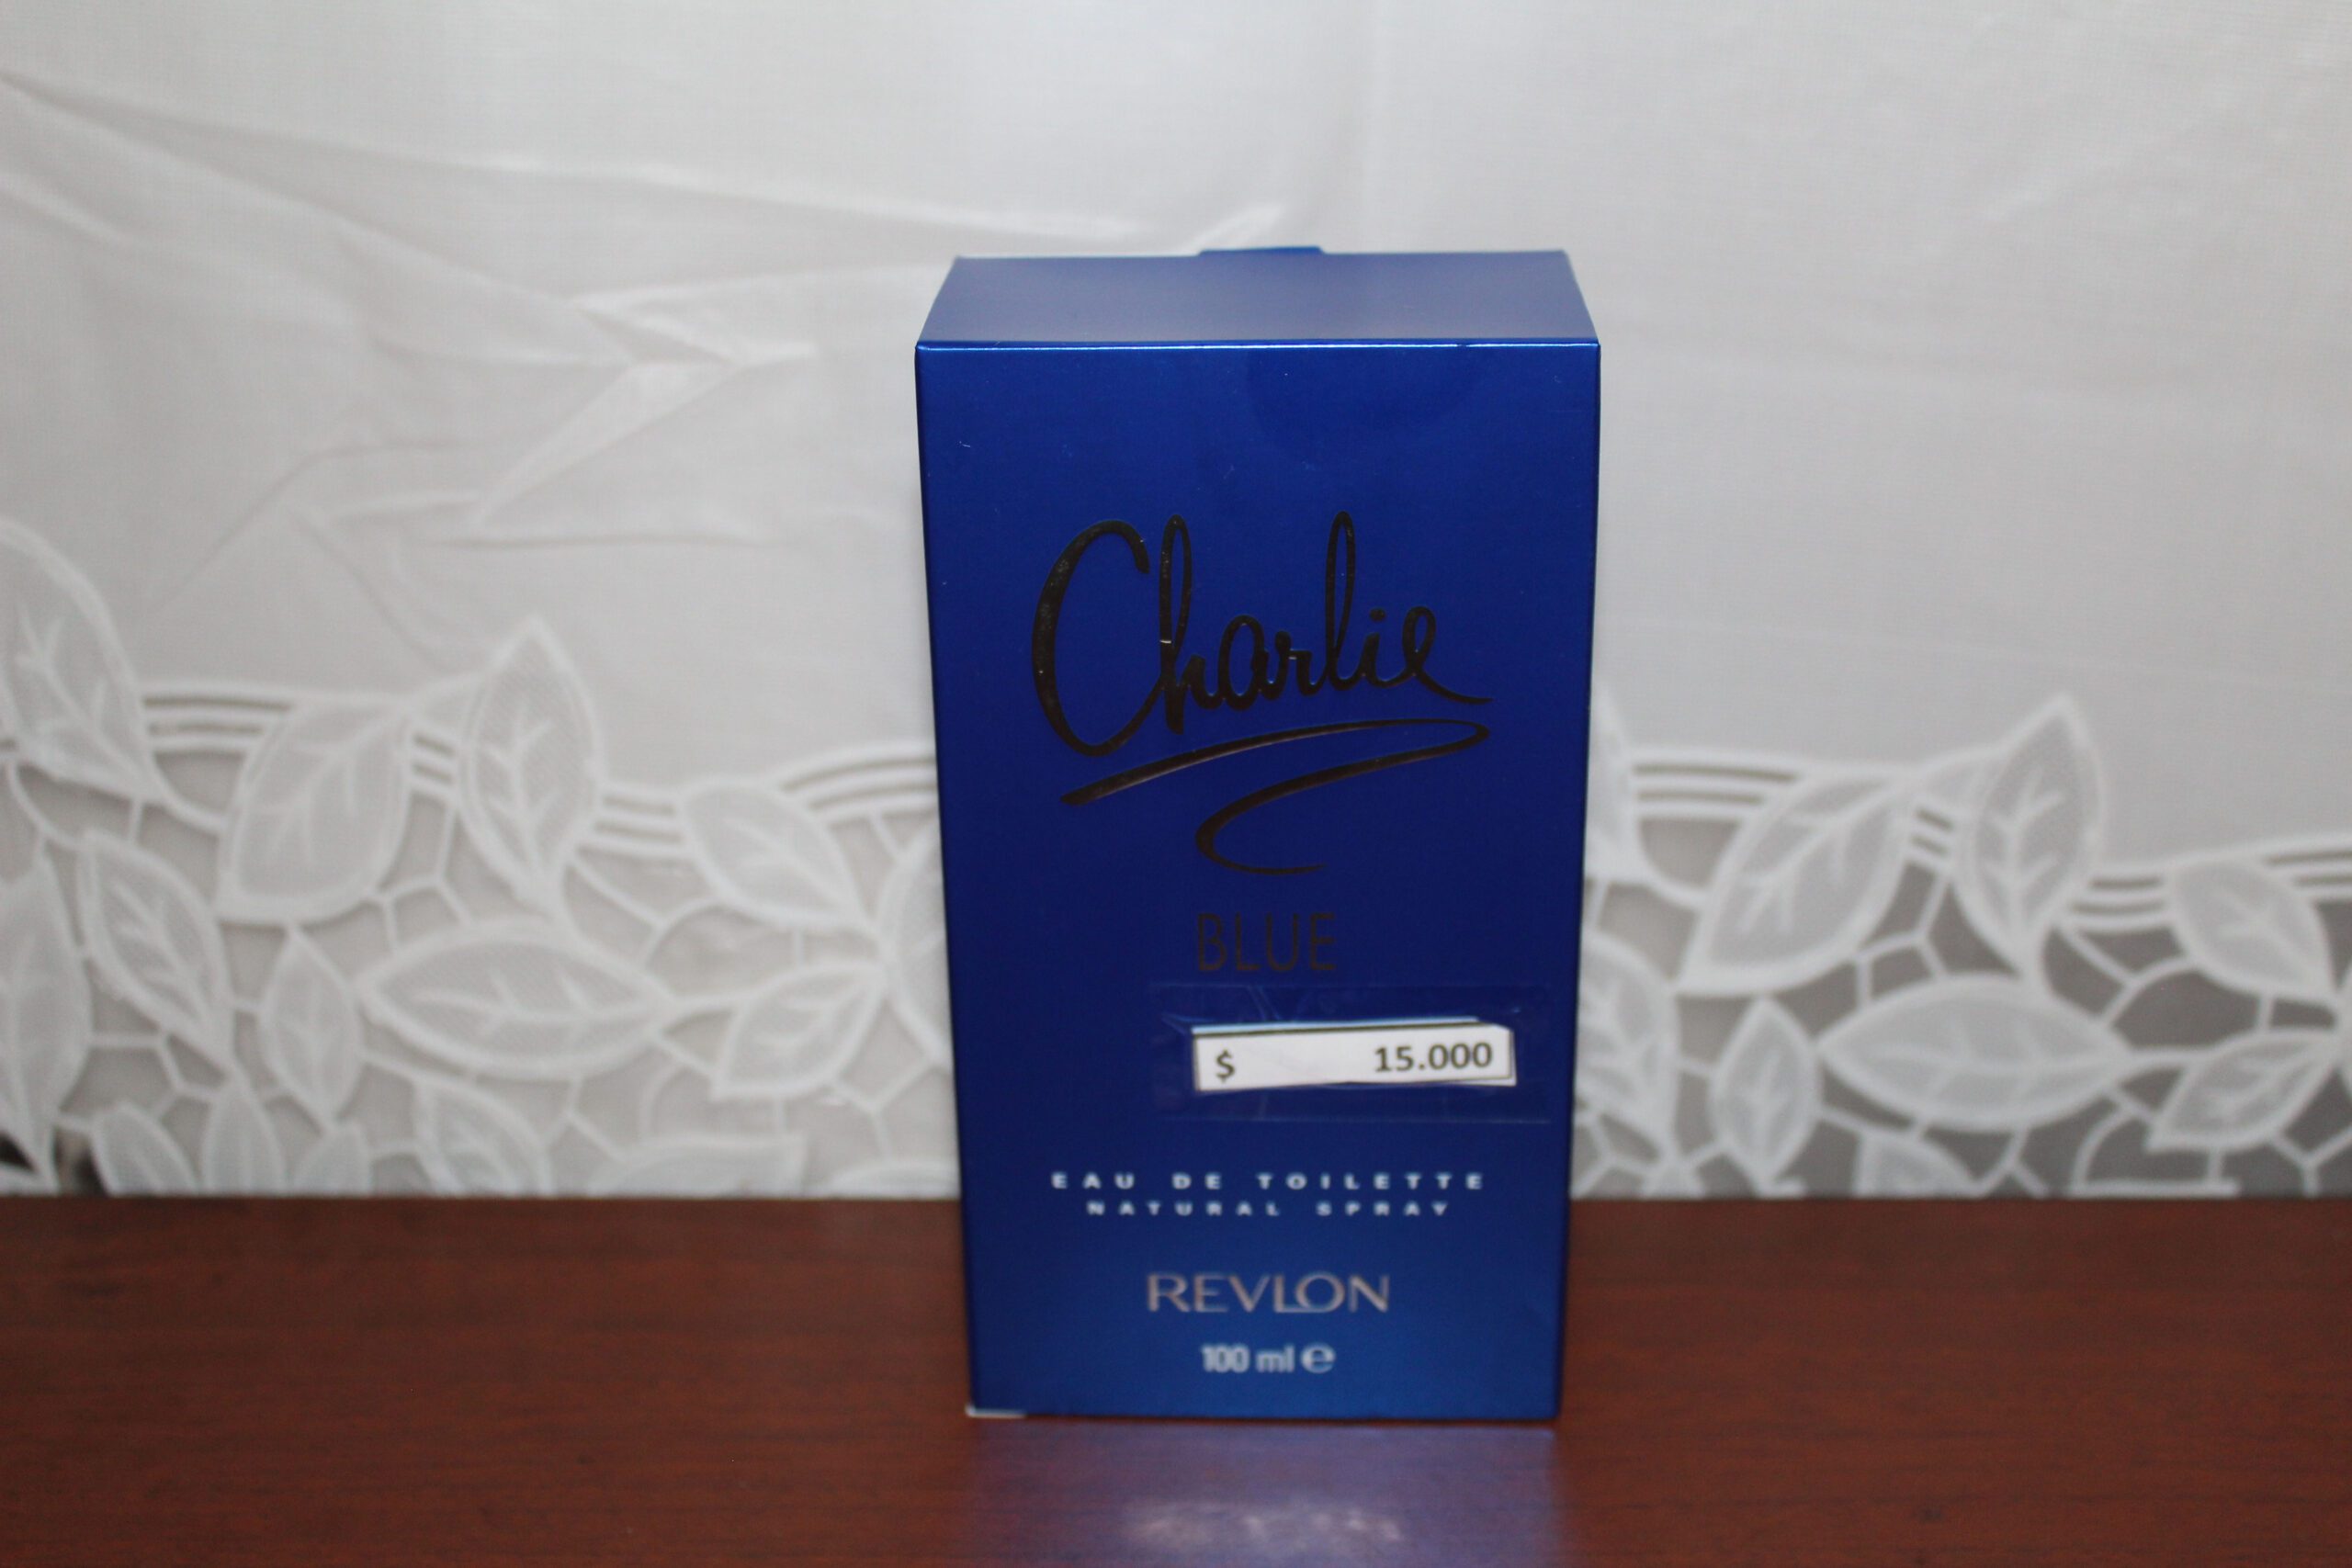 Charlie
BLUE
$ 15.000
EAU DE TOILETTE
NATURAL SPRAY
REVLON
100 ml e